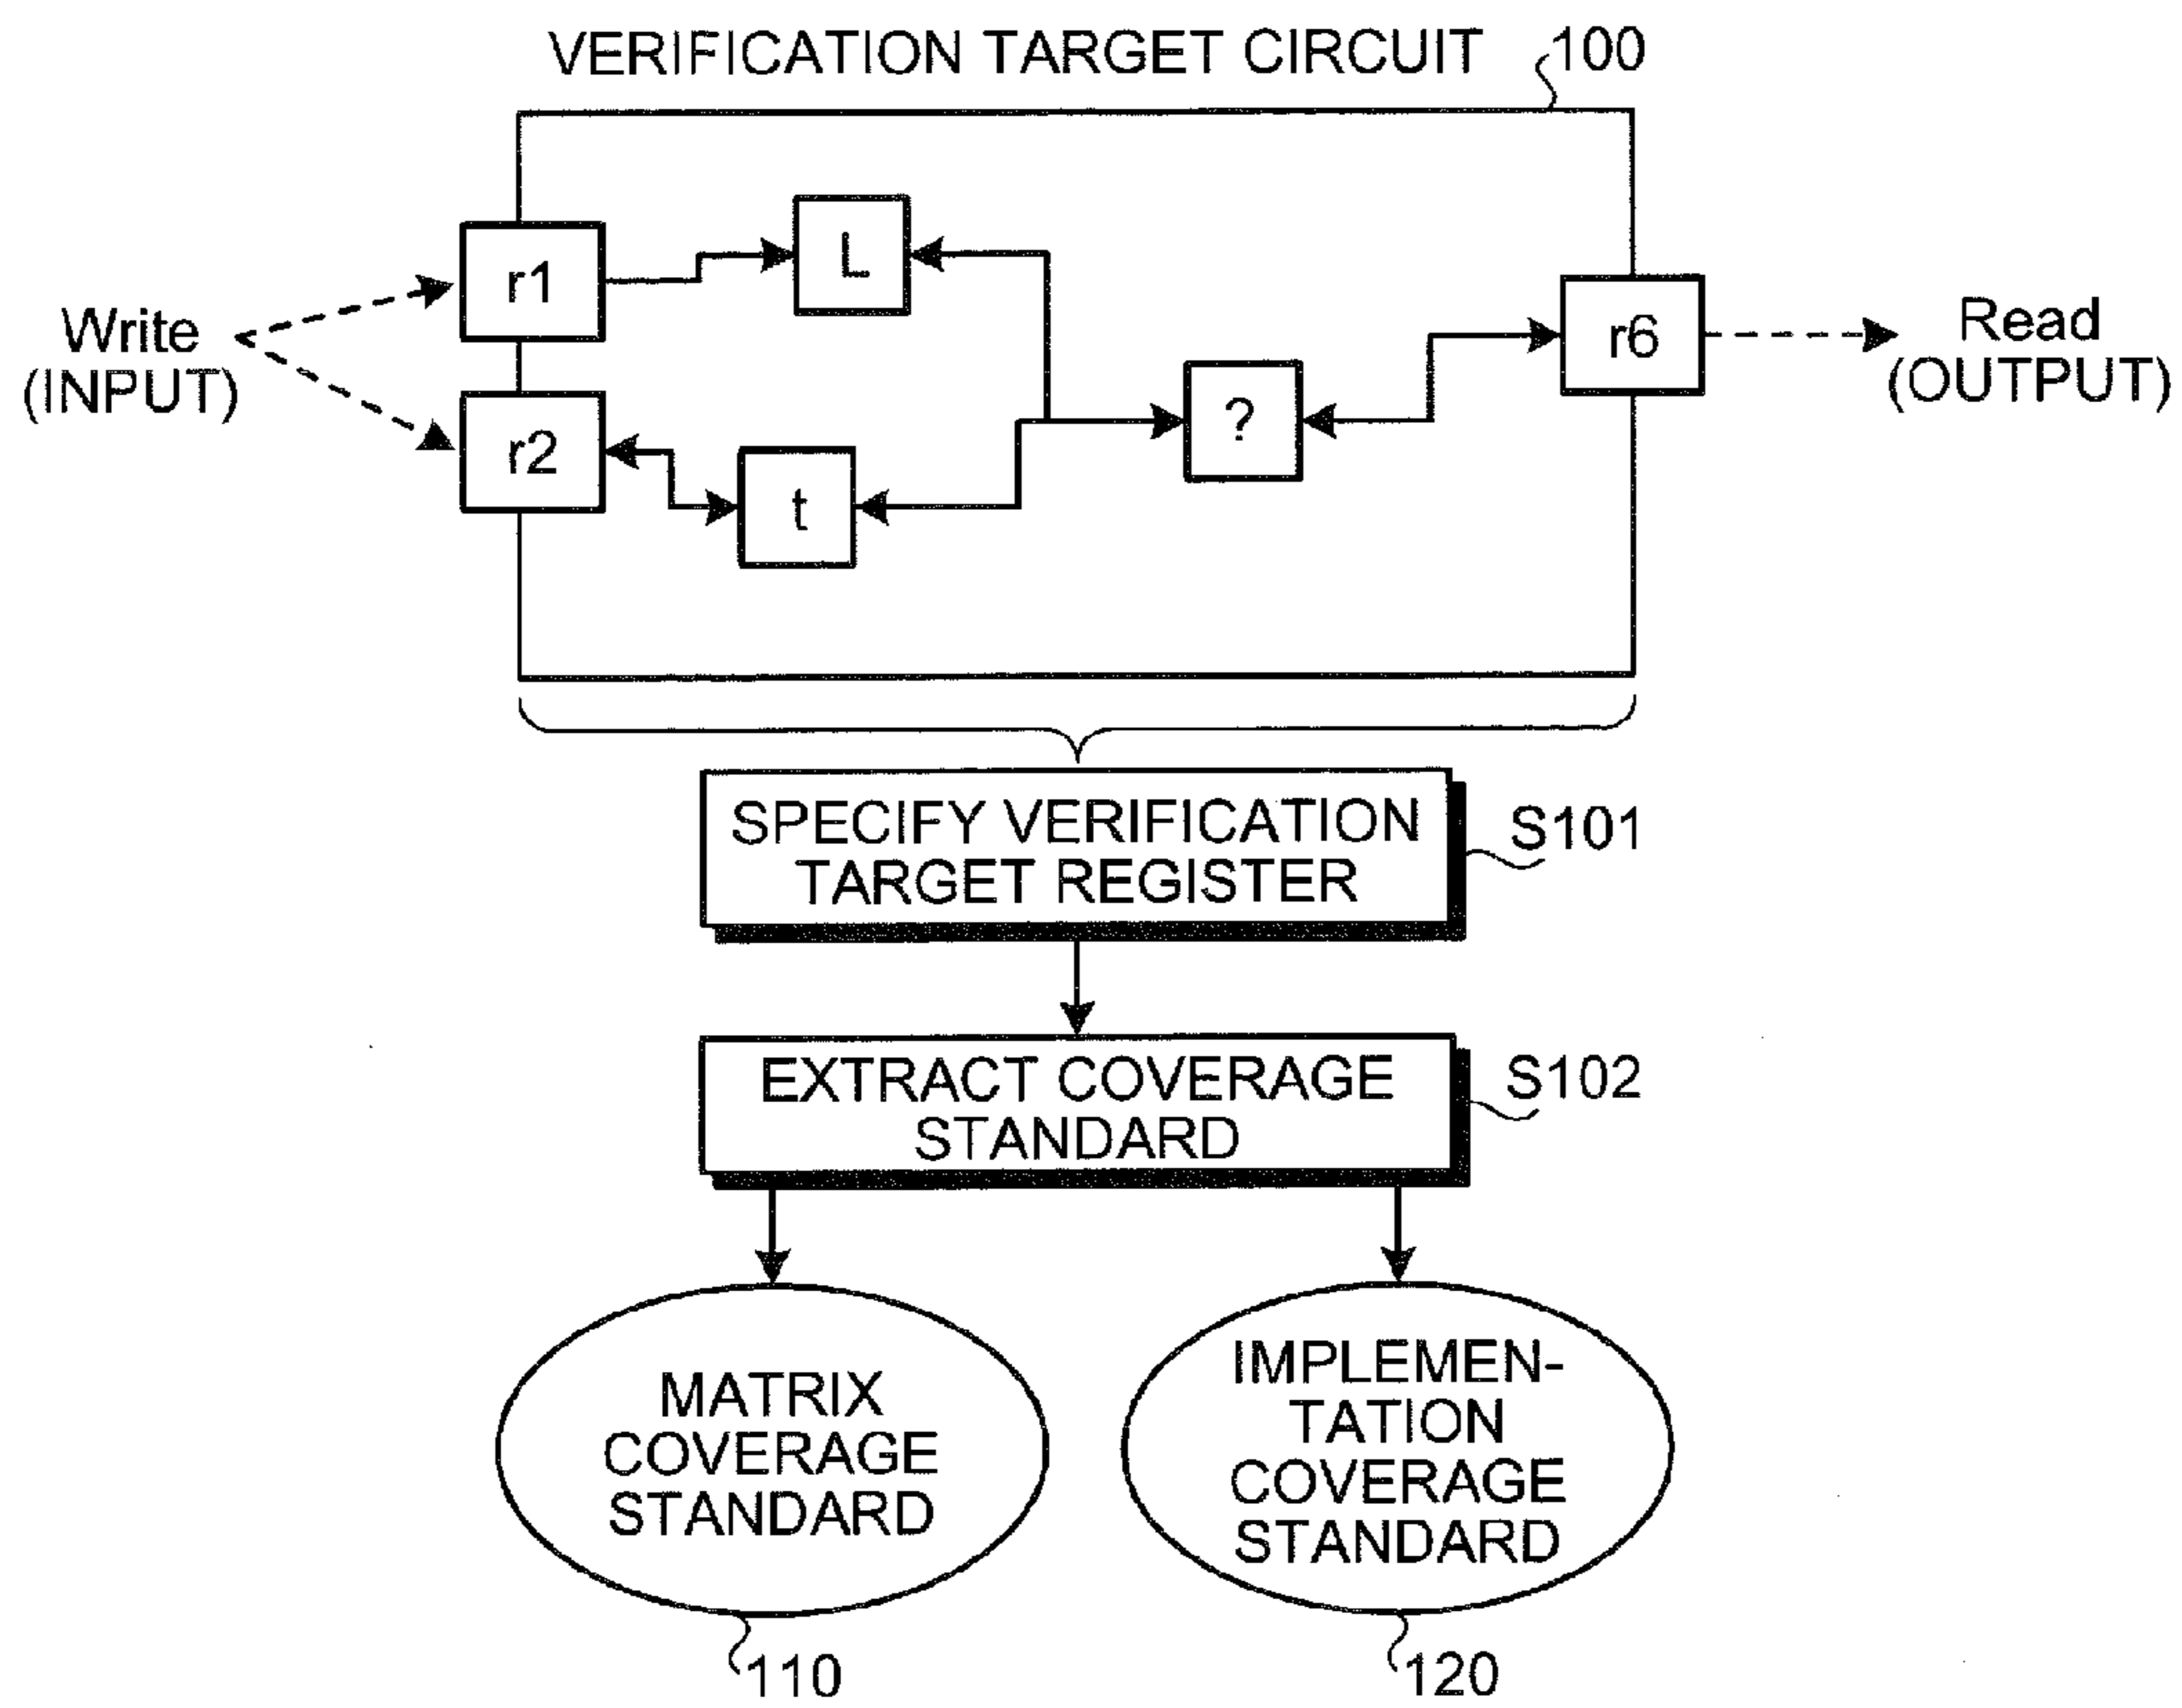 VERIFICATION TARGET CIRCUIT
100
r1
L
Write
(INPUT)
r2
t
?
r6
Read
(OUTPUT)
SPECIFY VERIFICATION
TARGET REGISTER
S101
EXTRACT COVERAGE
STANDARD
S102
MATRIX
COVERAGE
STANDARD
110
IMPLEMEN-
TATION
COVERAGE
STANDARD
120